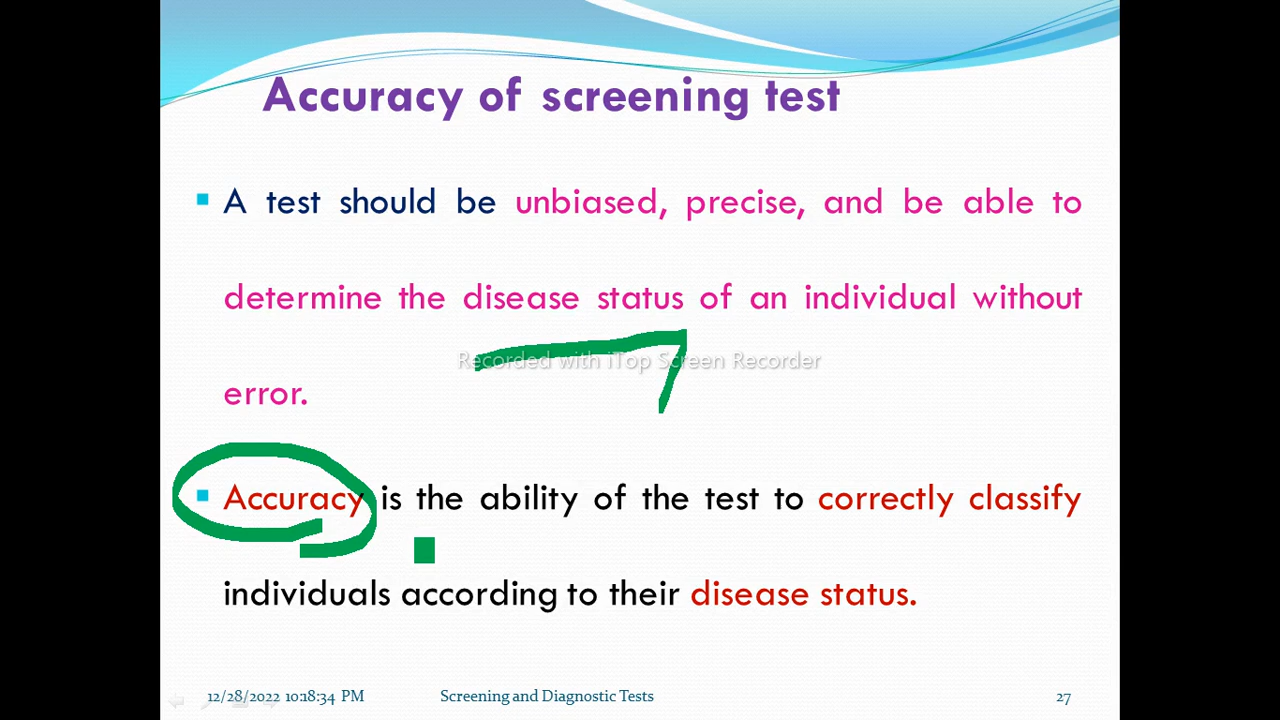 Accuracy of screening test
A test should be unbiased, precise, and be able to
determine the disease status of an individual without
Recorded with iTop Screen Recorder
error.
Accuracy is the ability of the test to correctly classify
individuals according to their disease status.
12/28/2022 10:18:34 PM Screening and Diagnostic Tests 27